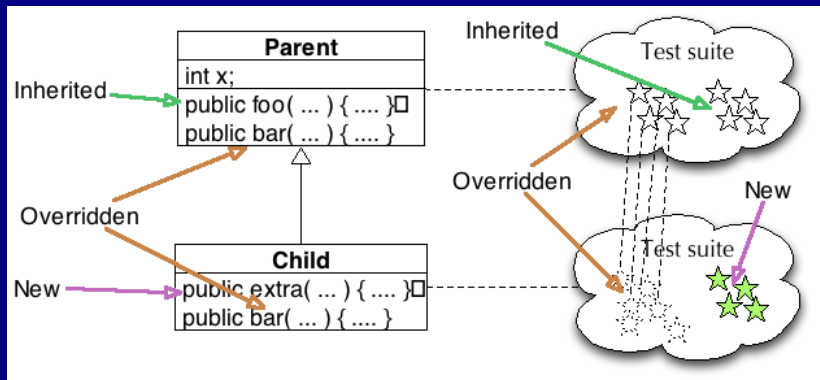 Parent
int x;
public foo( ... ) { .... }
public bar( ... ) { .... }
Inherited
Overridden
New
Child
public extra( ... ) { .... }
public bar( ... ) { .... }
Inherited
Test suite
Overridden
New
Test suite